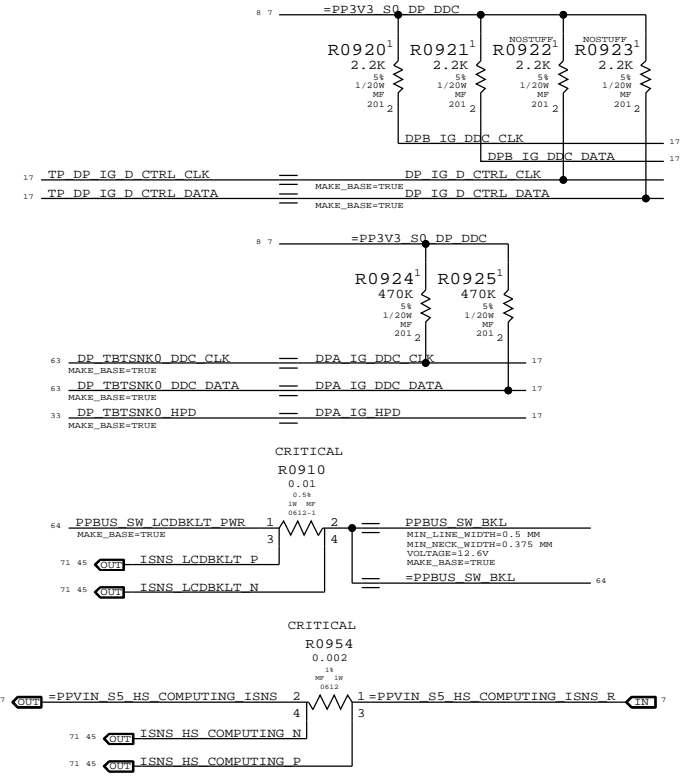 8 7 =PP3V3_S0_DP_DDC
NOSTUFF NOSTUFF
R0920 1 R0921 1 R0922 1 R0923 1
2.2K 2.2K 2.2K 2.2K
5% 5% 5% 5%
1/20W 1/20W 1/20W 1/20W
MF MF MF MF
201 2 201 2 201 2 201 2
DPB_IG_DDC_CLK 17
DPB_IG_DDC_DATA 17
17 TP_DP_IG_D_CTRL_CLK DP_IG_D_CTRL_CLK
MAKE_BASE=TRUE
17 TP_DP_IG_D_CTRL_DATA DP_IG_D_CTRL_DATA
MAKE_BASE=TRUE
8 7 =PP3V3_S0_DP_DDC
R0924 1 R0925 1
470K 470K
5% 5%
1/20W 1/20W
MF MF
201 2 201 2
63 DP_TBTSNK0_DDC_CLK DPA_IG_DDC_CLK 17
MAKE_BASE=TRUE
63 DP_TBTSNK0_DDC_DATA DPA_IG_DDC_DATA 17
MAKE_BASE=TRUE
33 DP_TBTSNK0_HPD DPA_IG_HPD 17
MAKE_BASE=TRUE
CRITICAL
R0910
0.01
0.5%
1W MF
0612-1
64 PPBUS_SW_LCDBKLT_PWR 1 2 PPBUS_SW_BKL
MAKE_BASE=TRUE 3 4 MIN_LINE_WIDTH=0.5 MM
MIN_NECK_WIDTH=0.375 MM
VOLTAGE=12.6V
MAKE_BASE=TRUE
71 45 OUT ISNS_LCDBKLT_P
=PPBUS_SW_BKL 64
71 45 OUT ISNS_LCDBKLT_N
CRITICAL
R0954
0.002
1%
MF 1W
0612
7 OUT =PPVIN_S5_HS_COMPUTING_ISNS 2 1 =PPVIN_S5_HS_COMPUTING_ISNS_R IN 7
4 3
71 45 OUT ISNS_HS_COMPUTING_N
71 45 OUT ISNS_HS_COMPUTING_P